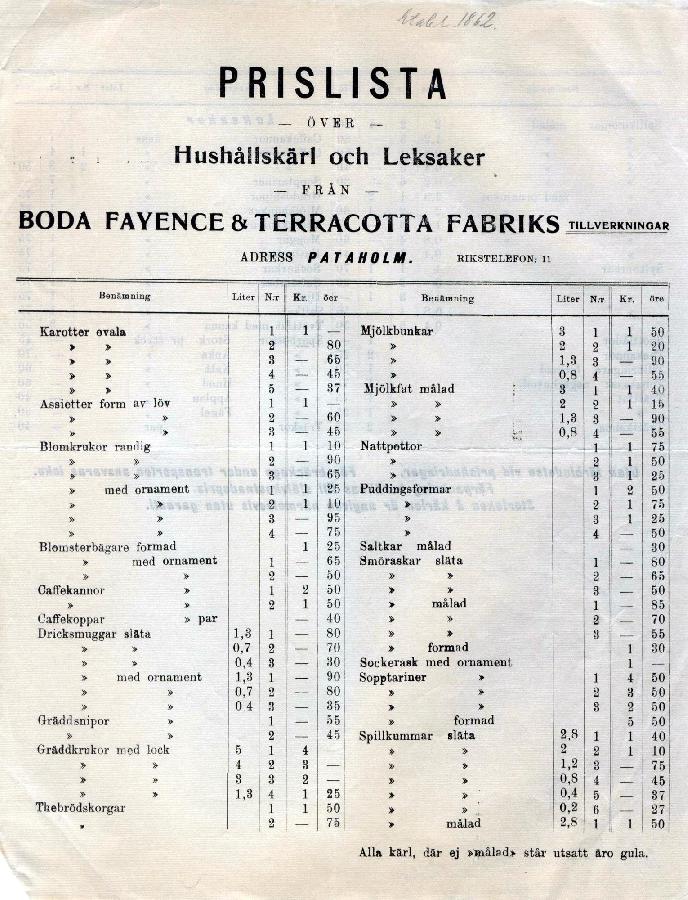 1862.
PRISLISTA
— ÖVER —
Hushållskärl och Leksaker
— FRÅN —
BODA FAYENCE & TERRACOTTA FABRIKS TILLVERKNINGAR
ADRESS PATAHOLM. RIKSTELEFON: 11
Benämning Liter N:r Kr. öer
Karotter ovala 1 1 —
» » 2 80
» » 3 — 65
» » 4 — 45
» » 5 — 37
Assietter form av löv 1 1 —
» » 2 — 60
» » 3 — 45
Blomkrukor randig 1 1 10
» » 2 — 90
» » 3 — 65
» med ornament 1 1 25
» » 2 1 10
» » 3 — 95
» » 4 — 75
Blomsterbägare formad 1 25
» med ornament 1 — 65
» » 2 — 50
Caffekannor » 1 2 50
» » 2 1 50
Caffekoppar » par — 40
Dricksmuggar släta 1,3 1 — 80
» » 0,7 2 — 70
» » 0,4 3 — 30
» med ornament 1,3 1 — 90
» » 0,7 2 — 80
» » 0 4 3 — 35
Gräddsnipor » 1 — 55
» » 2 — 45
Gräddkrukor med lock 5 1 4 —
» » 4 2 3 —
» » 3 3 2 —
» » 1,3 4 1 25
Thebrödskorgar 1 1 50
» 2 — 75
Benämning Liter N:r Kr. öre
Mjölkbunkar 3 1 1 50
» 2 2 1 20
» 1,3 3 — 90
» 0,8 4 — 55
Mjölkfat målad 3 1 1 40
» » 2 2 1 15
» » 1,3 3 — 90
» » 0,8 4 — 55
Nattpottor 1 1 75
» 2 1 50
» 3 1 25
Puddingsformar 1 2 50
» 2 1 75
» 3 1 25
» 4 — 50
Saltkar målad — 30
Smöraskar släta 1 — 80
» » 2 — 65
» » 3 — 50
» målad 1 — 85
» » 2 — 70
» » 3 — 55
» formad 1 30
Sockerask med ornament 1 —
Sopptariner » 1 4 50
» » 2 3 50
» » 3 2 50
» formad 5 50
Spillkummar släta 2,8 1 1 40
» » 2 2 1 10
» » 1,2 3 — 75
» » 0,8 4 — 45
» » 0,4 5 — 37
» » 0,2 6 — 27
» målad 2,8 1 1 50
Alla kärl, där ej »målad» står utsatt äro gula.